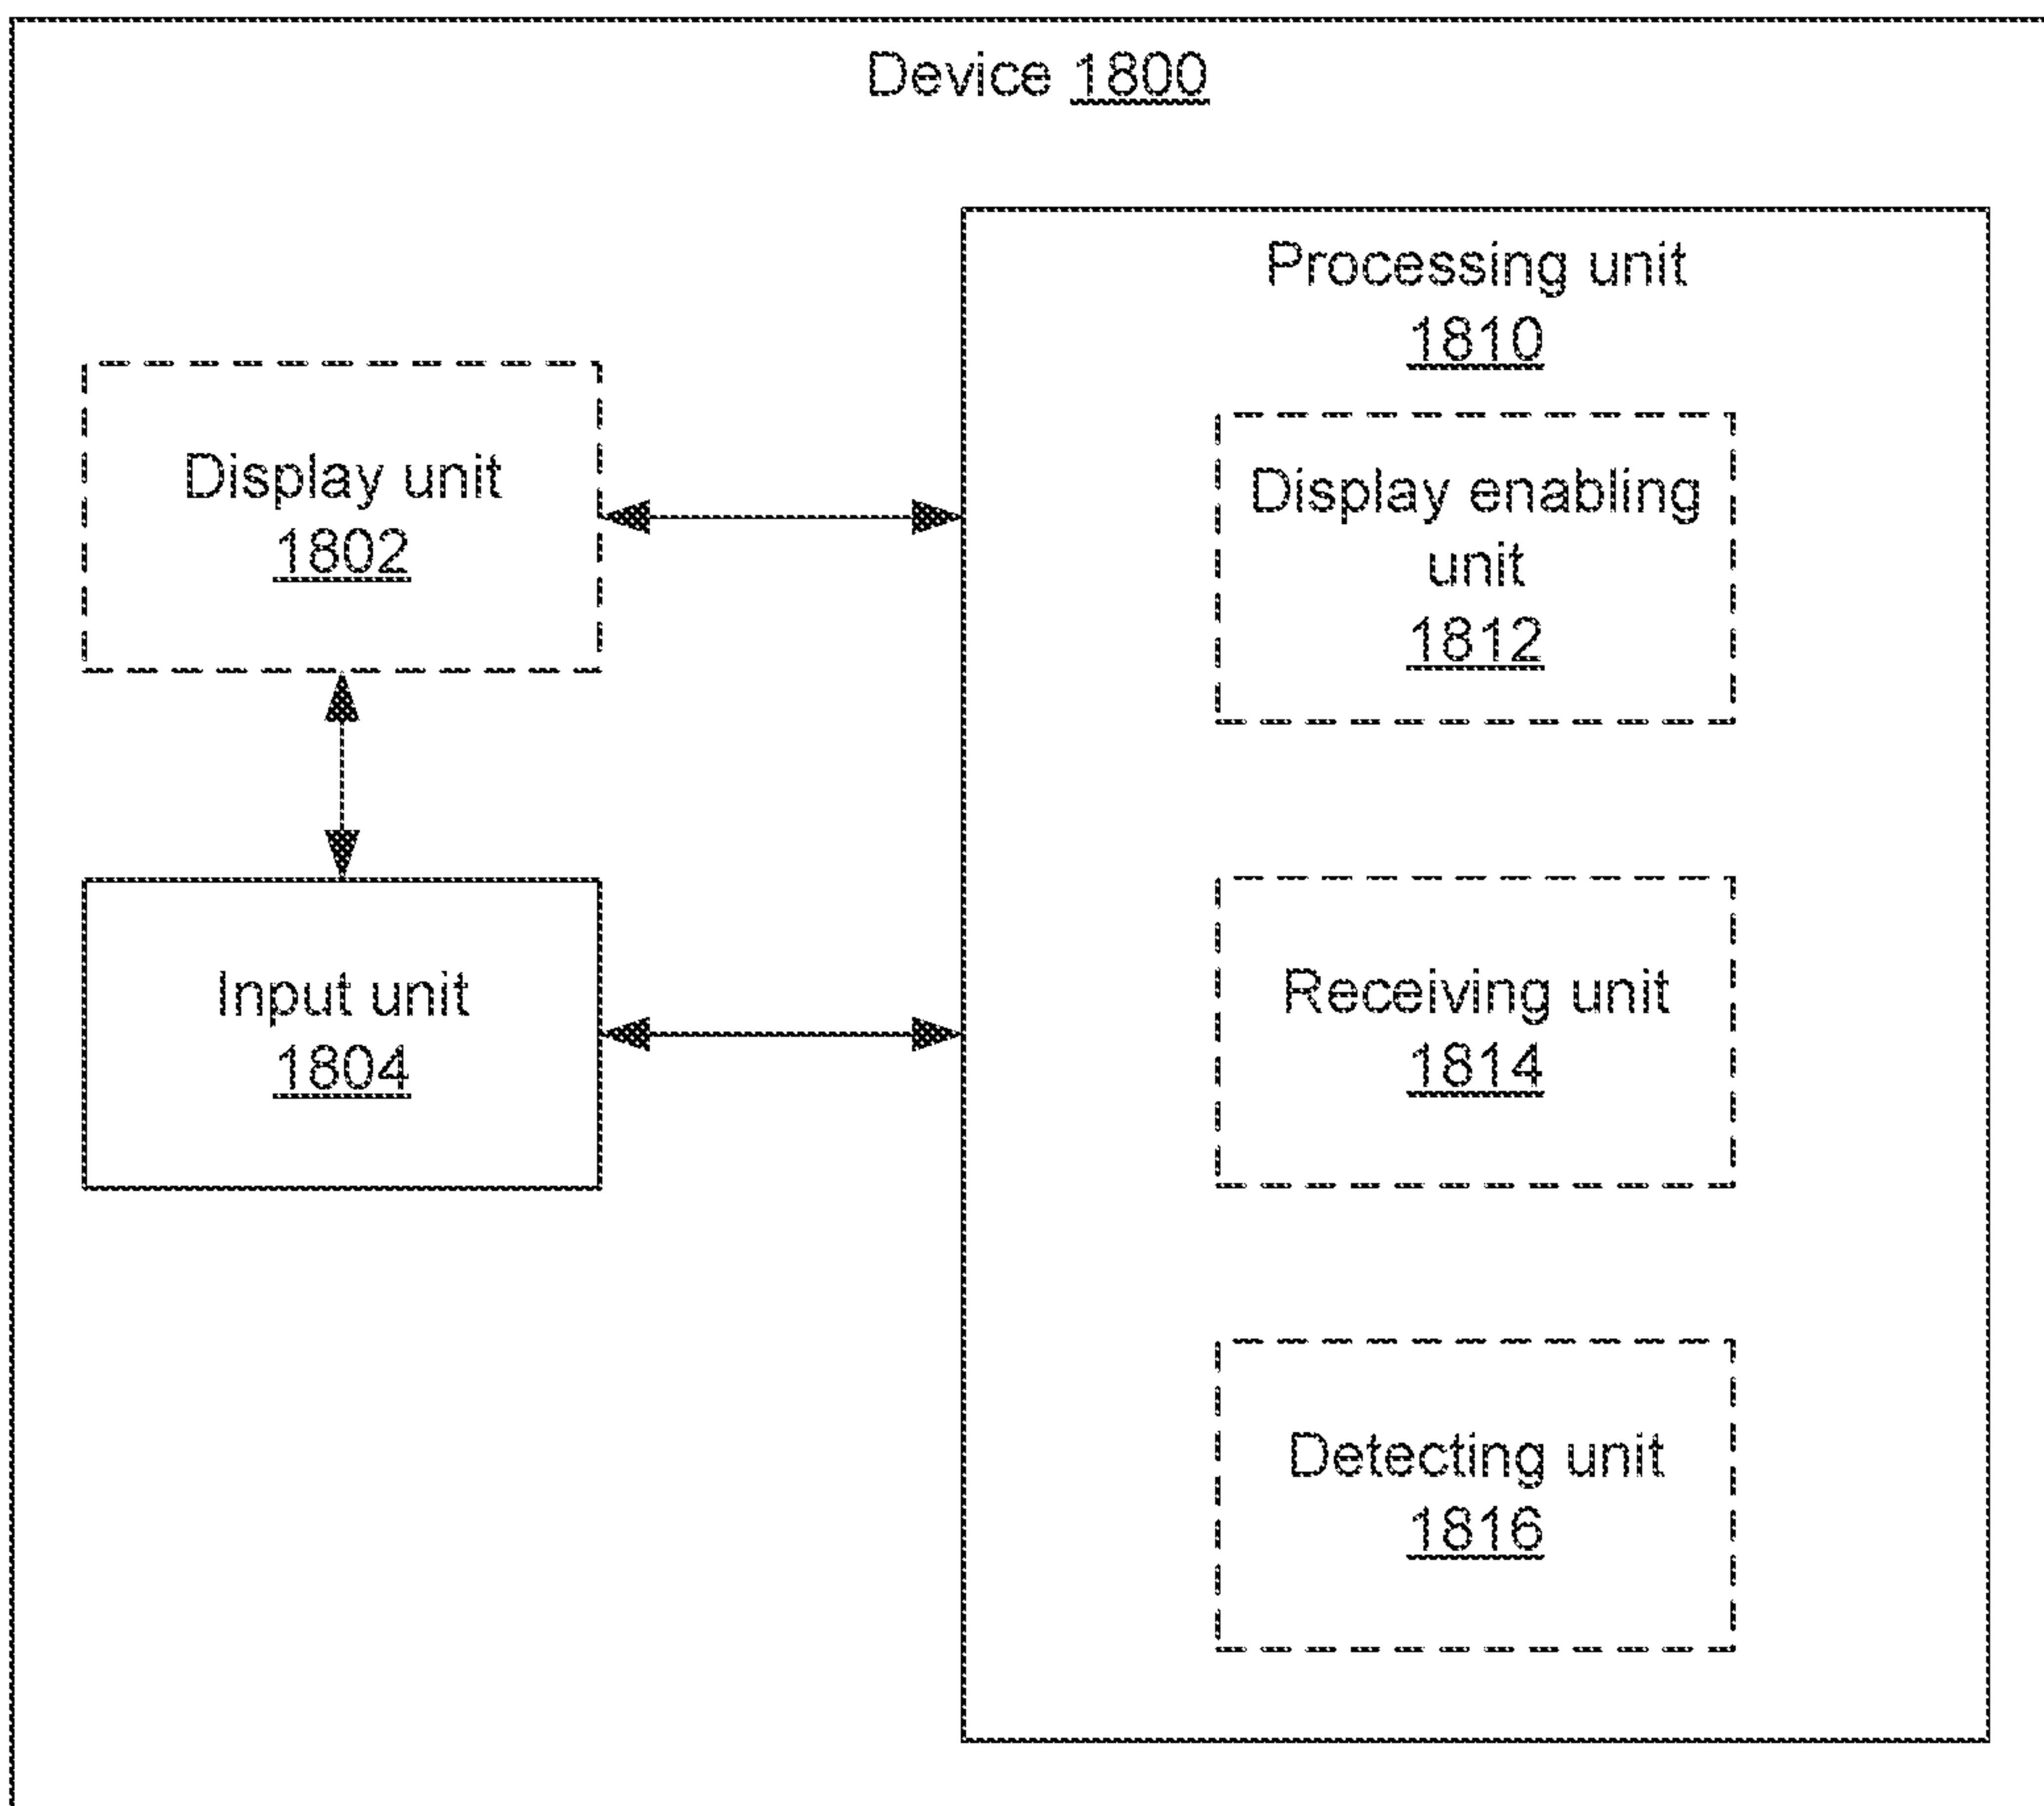 Device 1800
Processing unit
1810
Display unit
1802
Display enabling
unit
1812
Input unit
1804
Receiving unit
1814
Detecting unit
1816